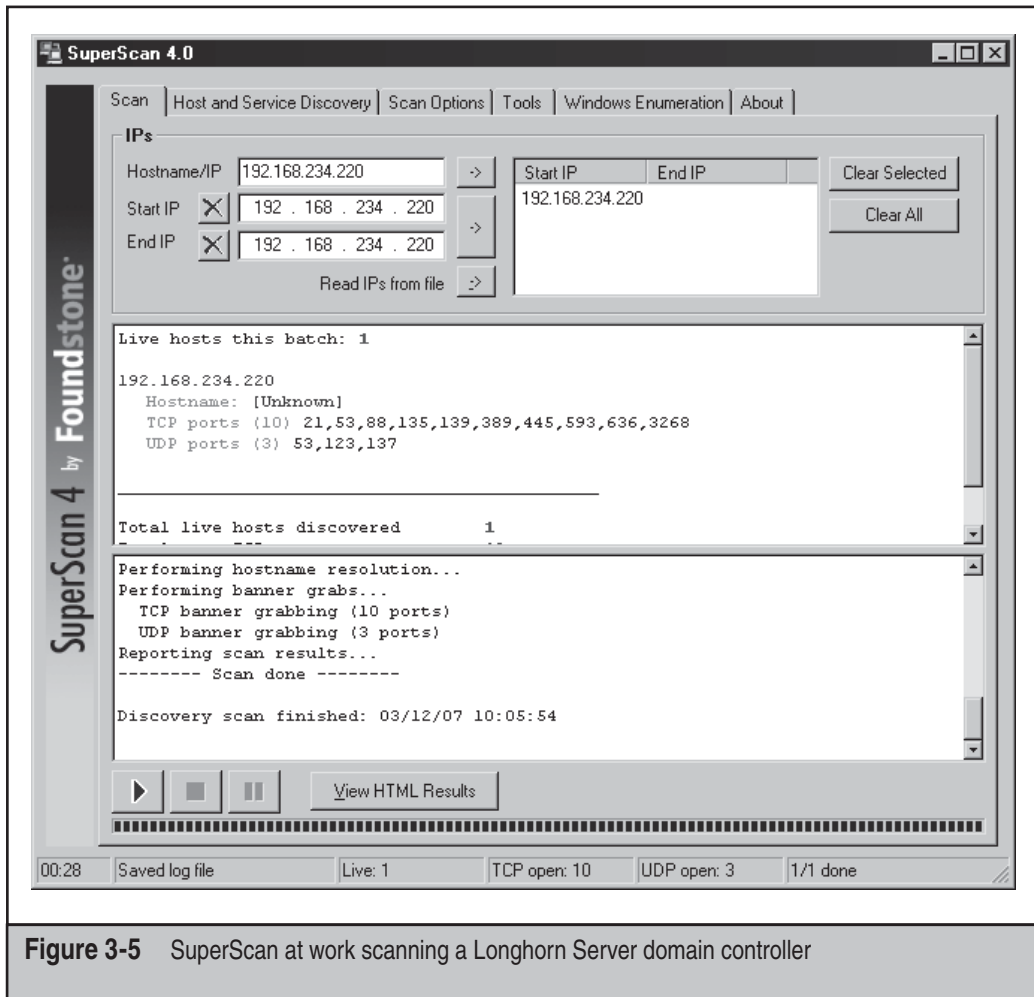 SuperScan 4.0
Scan Host and Service Discovery Scan Options Tools Windows Enumeration About
IPs
Hostname/IP 192.168.234.220 ->
Start IP 192 . 168 . 234 . 220
End IP 192 . 168 . 234 . 220 ->
Read IPs from file ->
Start IP End IP
192.168.234.220
Clear Selected
Clear All
SuperScan 4 by Foundstone
Live hosts this batch: 1
192.168.234.220
Hostname: [Unknown]
TCP ports (10) 21,53,88,135,139,389,445,593,636,3268
UDP ports (3) 53,123,137
Total live hosts discovered 1
Performing hostname resolution...
Performing banner grabs...
TCP banner grabbing (10 ports)
UDP banner grabbing (3 ports)
Reporting scan results...
-------- Scan done --------
Discovery scan finished: 03/12/07 10:05:54
View HTML Results
00:28 Saved log file Live: 1 TCP open: 10 UDP open: 3 1/1 done
Figure 3-5 SuperScan at work scanning a Longhorn Server domain controller